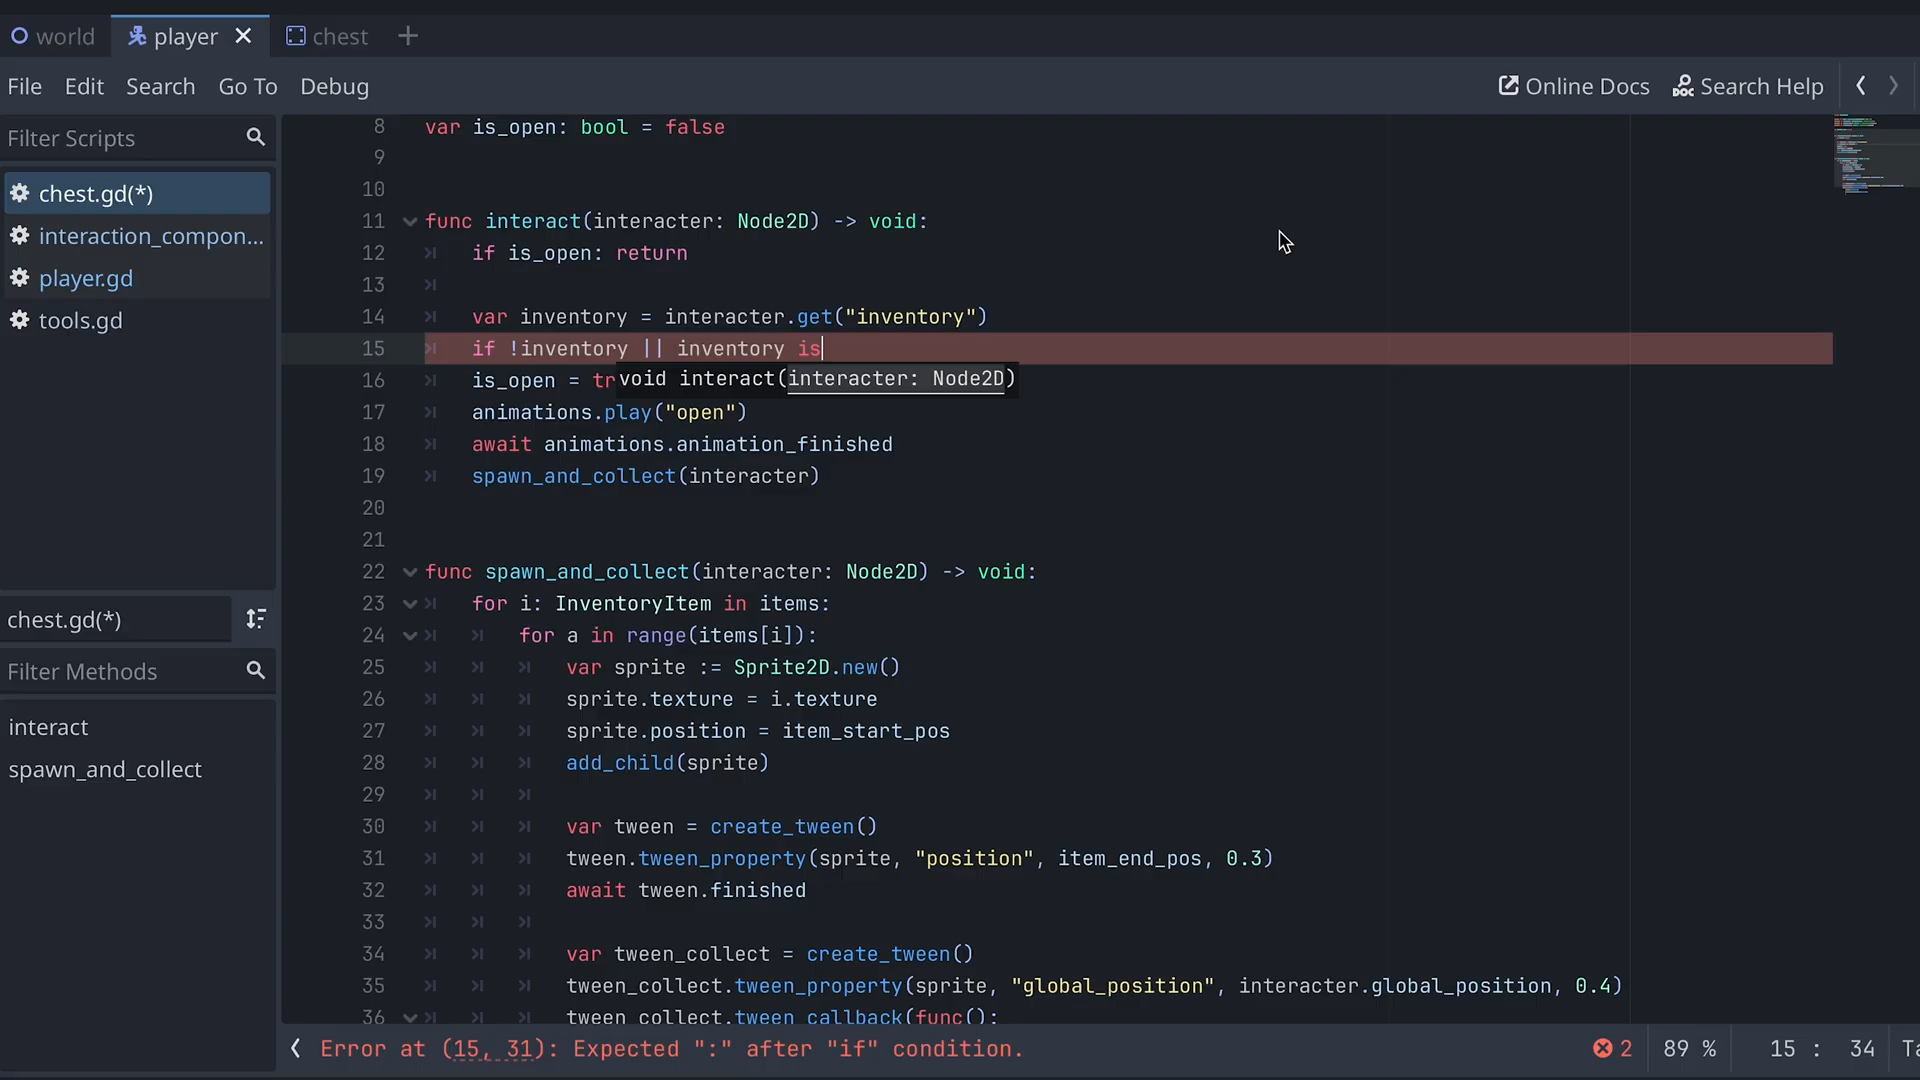 world player chest
File Edit Search Go To Debug Online Docs Search Help
Filter Scripts
chest.gd(*)
interaction_compon...
player.gd
tools.gd
chest.gd(*)
Filter Methods
interact
spawn_and_collect
8 var is_open: bool = false
9
10
11 func interact(interacter: Node2D) -> void:
12 if is_open: return
13
14 var inventory = interacter.get("inventory")
15 if !inventory || inventory is
16 is_open = tr
void interact(interacter: Node2D)
17 animations.play("open")
18 await animations.animation_finished
19 spawn_and_collect(interacter)
20
21
22 func spawn_and_collect(interacter: Node2D) -> void:
23 for i: InventoryItem in items:
24 for a in range(items[i]):
25 var sprite := Sprite2D.new()
26 sprite.texture = i.texture
27 sprite.position = item_start_pos
28 add_child(sprite)
29
30 var tween = create_tween()
31 tween.tween_property(sprite, "position", item_end_pos, 0.3)
32 await tween.finished
33
34 var tween_collect = create_tween()
35 tween_collect.tween_property(sprite, "global_position", interacter.global_position, 0.4)
36 tween_collect.tween_callback(func():
Error at (15, 31): Expected ":" after "if" condition. 2 89 % 15 : 34 Ta